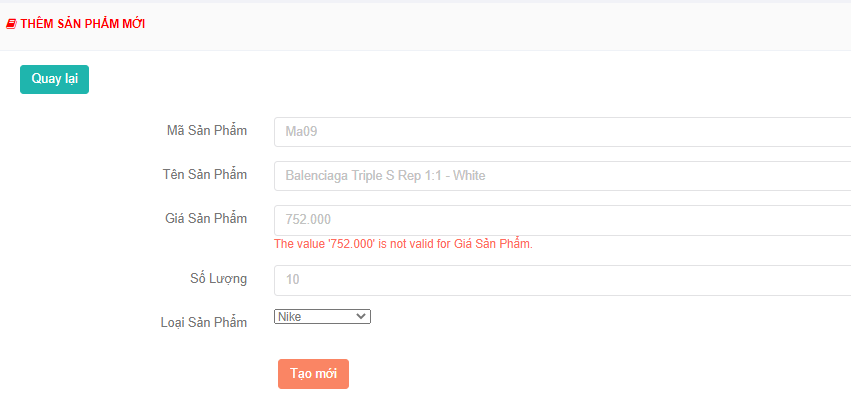 THÊM SẢN PHẨM MỚI
Quay lại
Mã Sản Phẩm
Ma09
Tên Sản Phẩm
Balenciaga Triple S Rep 1:1 - White
Giá Sản Phẩm
752.000
The value '752.000' is not valid for Giá Sản Phẩm.
Số Lượng
10
Loại Sản Phẩm
Nike
Tạo mới